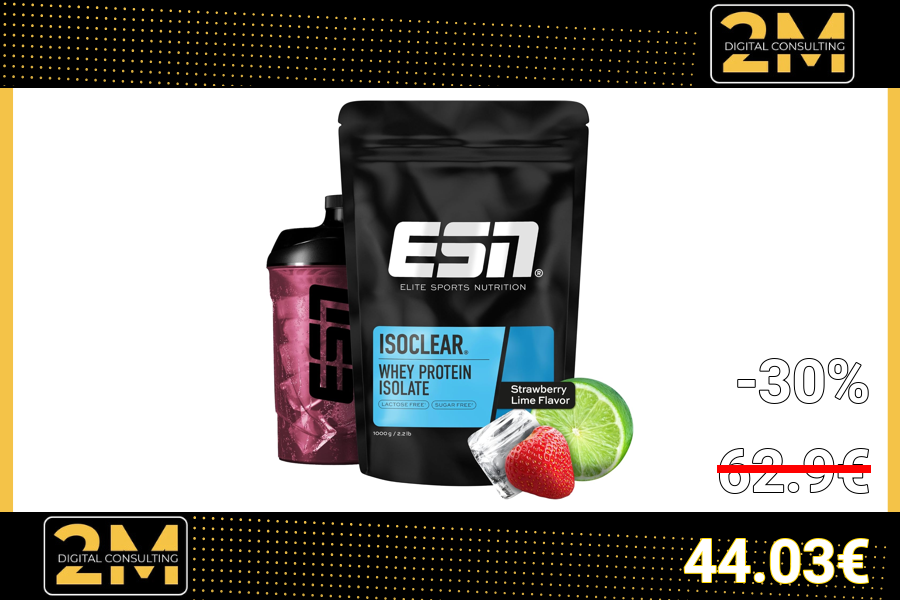 2M
DIGITAL CONSULTING
ESN
ESN®
ELITE SPORTS NUTRITION
ISOCLEAR®
WHEY PROTEIN
ISOLATE
LACTOSE FREE* SUGAR FREE*
Strawberry
Lime Flavor
1000 g / 2.2 lb
-30%
62.9€
2M
DIGITAL CONSULTING
44.03€